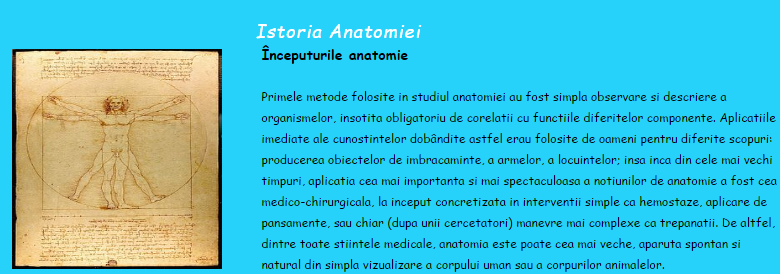 Istoria Anatomiei
Începuturile anatomie
Primele metode folosite in studiul anatomiei au fost simpla observare si descriere a
organismelor, insotita obligatoriu de corelatii cu functiile diferitelor componente. Aplicatiile
imediate ale cunostintelor dobândite astfel erau folosite de oameni pentru diferite scopuri:
producerea obiectelor de imbracaminte, a armelor, a locuintelor; insa inca din cele mai vechi
timpuri, aplicatia cea mai importanta si mai spectaculoasa a notiunilor de anatomie a fost cea
medico-chirurgicala, la inceput concretizata in interventii simple ca hemostaze, aplicare de
pansamente, sau chiar (dupa unii cercetatori) manevre mai complexe ca trepanatii. De altfel,
dintre toate stiintele medicale, anatomia este poate cea mai veche, aparuta spontan si
natural din simpla vizualizare a corpului uman sau a corpurilor animalelor.